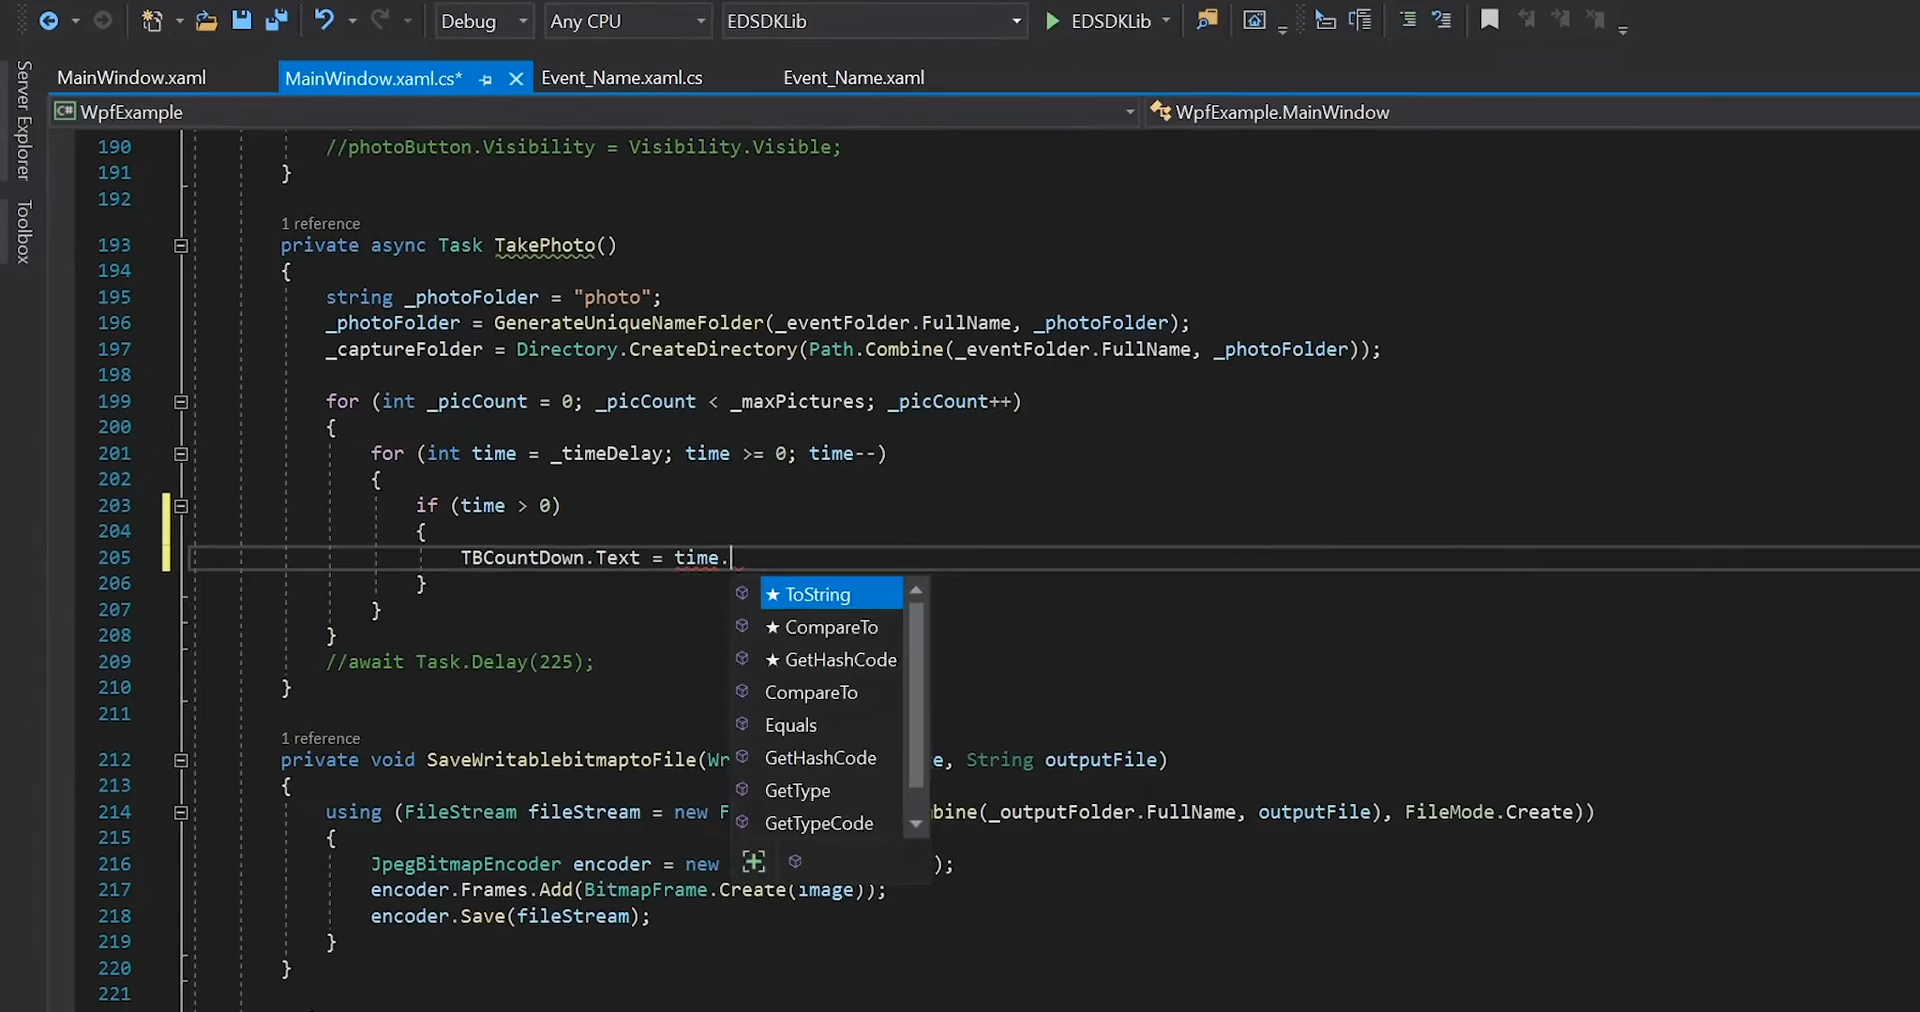 Debug Any CPU EDSDKLib EDSDKLib
MainWindow.xaml MainWindow.xaml.cs* Event_Name.xaml.cs Event_Name.xaml
Server Explorer
Toolbox
C# WpfExample WpfExample.MainWindow
190 //photoButton.Visibility = Visibility.Visible;
191 }
192
1 reference
193 private async Task TakePhoto()
194 {
195 string _photoFolder = "photo";
196 _photoFolder = GenerateUniqueNameFolder(_eventFolder.FullName, _photoFolder);
197 _captureFolder = Directory.CreateDirectory(Path.Combine(_eventFolder.FullName, _photoFolder));
198
199 for (int _picCount = 0; _picCount < _maxPictures; _picCount++)
200 {
201 for (int time = _timeDelay; time >= 0; time--)
202 {
203 if (time > 0)
204 {
205 TBCountDown.Text = time.
206 }
207 }
208 }
209 //await Task.Delay(225);
210 }
211
★ ToString
★ CompareTo
★ GetHashCode
CompareTo
Equals
GetHashCode
GetType
GetTypeCode
1 reference
212 private void SaveWritablebitmaptoFile(Wr e, String outputFile)
213 {
214 using (FileStream fileStream = new F bine(_outputFolder.FullName, outputFile), FileMode.Create))
215 {
216 JpegBitmapEncoder encoder = new );
217 encoder.Frames.Add(BitmapFrame.Create(image));
218 encoder.Save(fileStream);
219 }
220 }
221